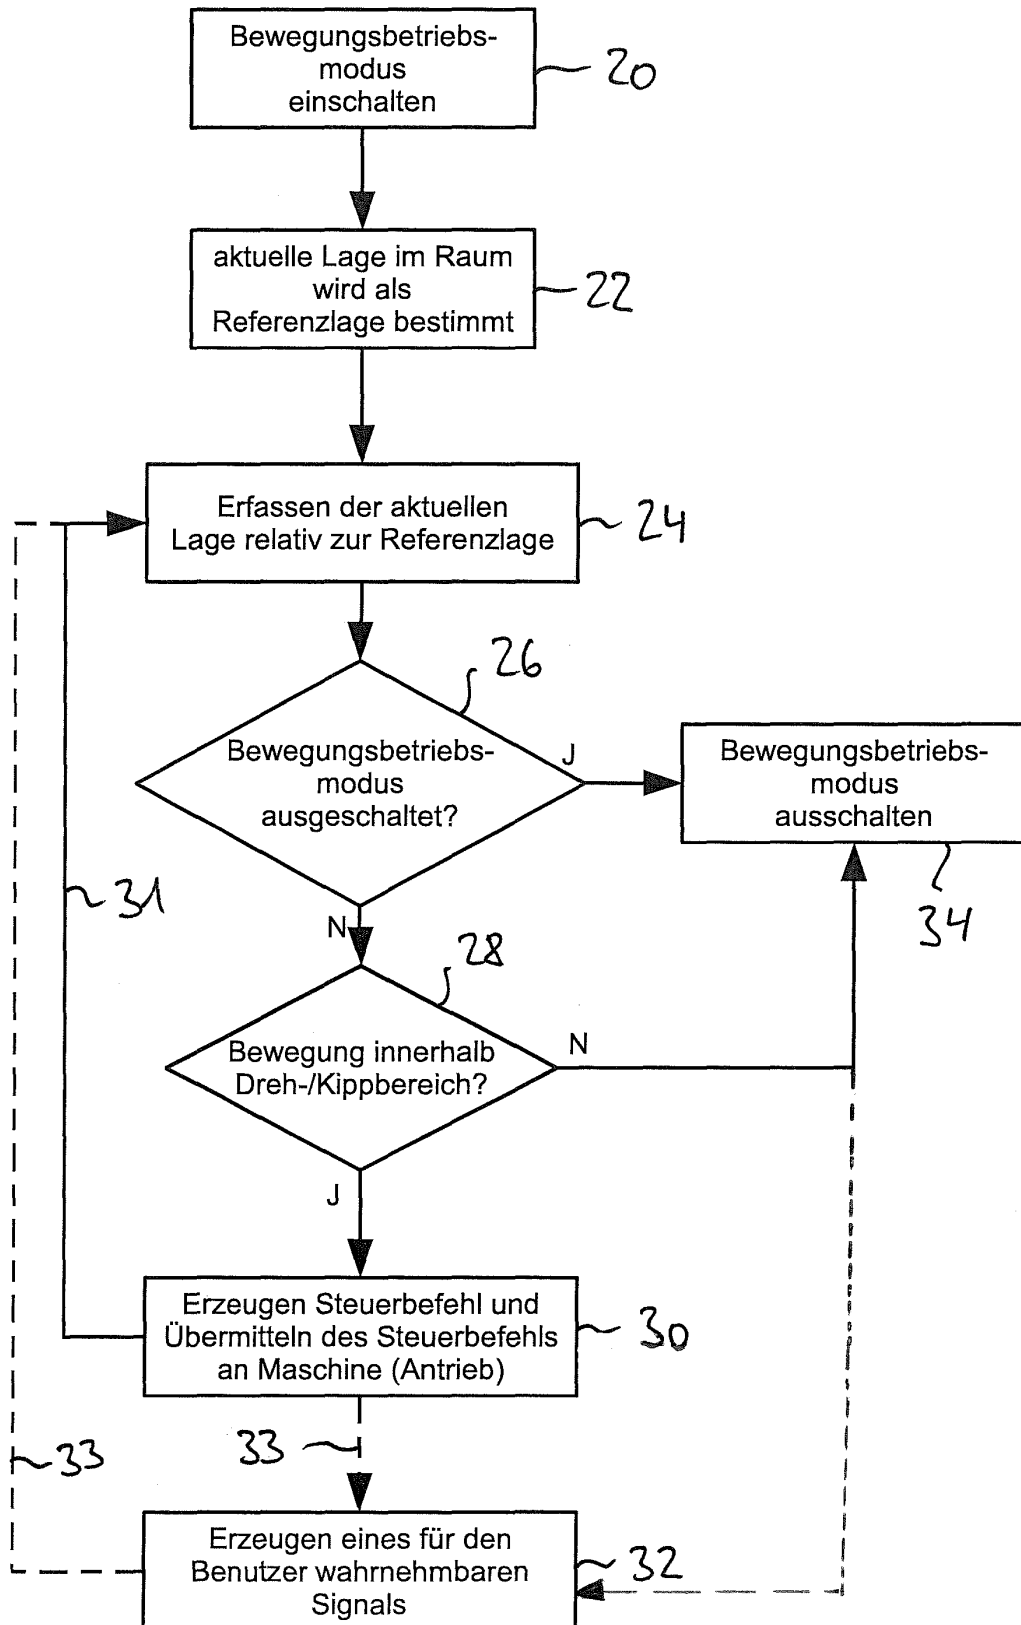 Bewegungsbetriebs-
modus
einschalten
20
aktuelle Lage im Raum
wird als
Referenzlage bestimmt
22
Erfassen der aktuellen
Lage relativ zur Referenzlage
24
26
Bewegungsbetriebs-
modus
ausgeschaltet?
J
Bewegungsbetriebs-
modus
ausschalten
34
31
N
28
Bewegung innerhalb
Dreh-/Kippbereich?
N
J
Erzeugen Steuerbefehl und
Übermitteln des Steuerbefehls
an Maschine (Antrieb)
30
33
33
Erzeugen eines für den
Benutzer wahrnehmbaren
Signals
32